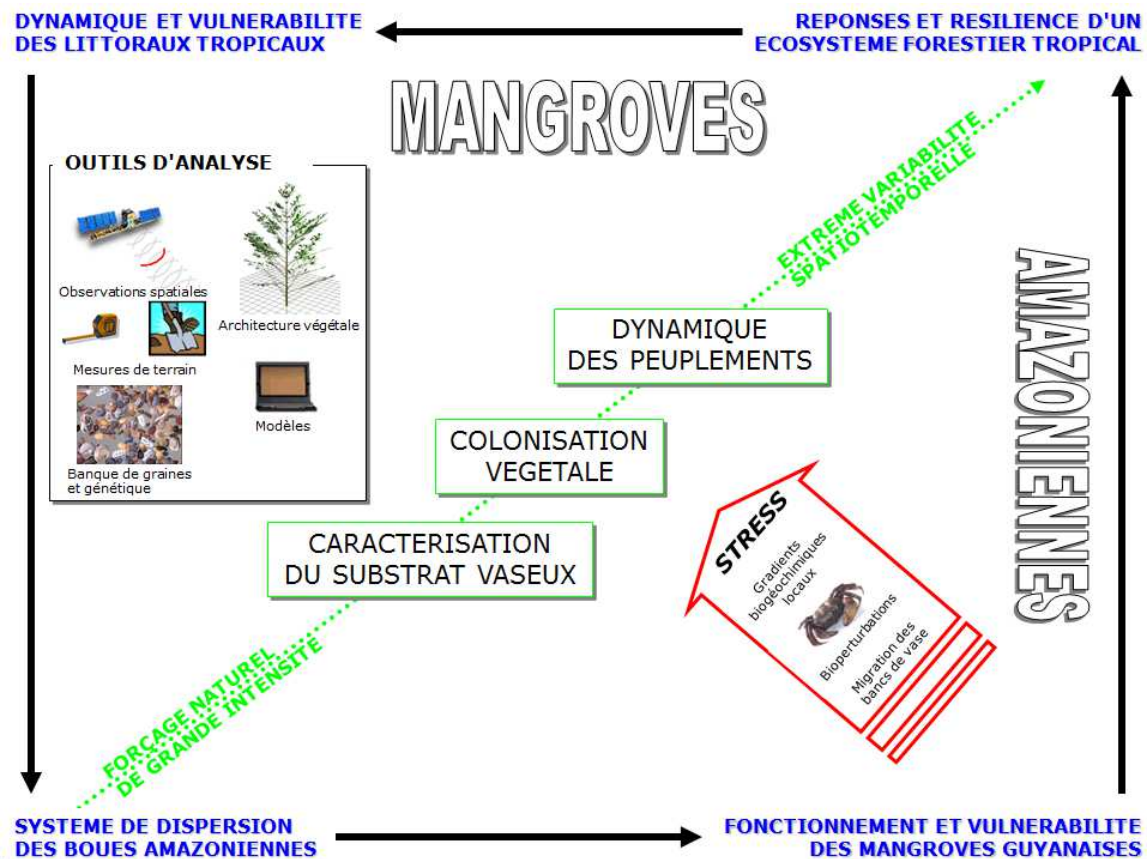 DYNAMIQUE ET VULNERABILITE
DES LITTORAUX TROPICAUX
REPONSES ET RESILIENCE D'UN
ECOSYSTEME FORESTIER TROPICAL
MANGROVES
AMAZONIENNES
OUTILS D'ANALYSE
Observations spatiales
Architecture végétale
Mesures de terrain
Modèles
Banque de graines
et génétique
EXTREME VARIABILITE
SPATIOTEMPORELLE
DYNAMIQUE
DES PEUPLEMENTS
COLONISATION
VEGETALE
CARACTERISATION
DU SUBSTRAT VASEUX
STRESS
Gradients
biogéochimiques
locaux
Bioperturbations
Migration des
bancs de vase
FORÇAGE NATUREL
DE GRANDE INTENSITE
SYSTEME DE DISPERSION
DES BOUES AMAZONIENNES
FONCTIONNEMENT ET VULNERABILITE
DES MANGROVES GUYANAISES